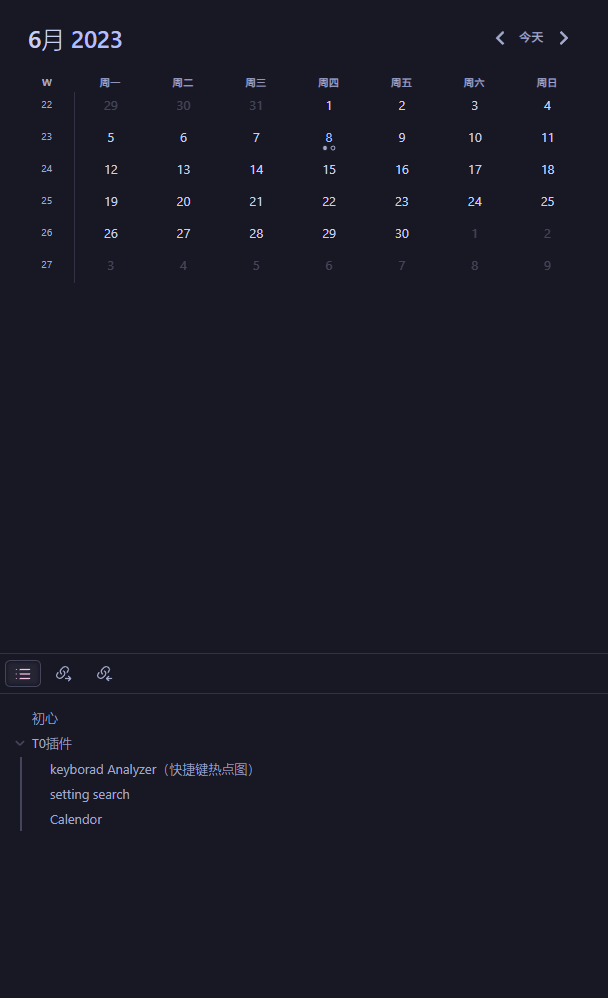 6月 2023 今天
W 周一 周二 周三 周四 周五 周六 周日
22 29 30 31 1 2 3 4
23 5 6 7 8 9 10 11
24 12 13 14 15 16 17 18
25 19 20 21 22 23 24 25
26 26 27 28 29 30 1 2
27 3 4 5 6 7 8 9
初心
T0插件
keyborad Analyzer（快捷键热点图）
setting search
Calendor